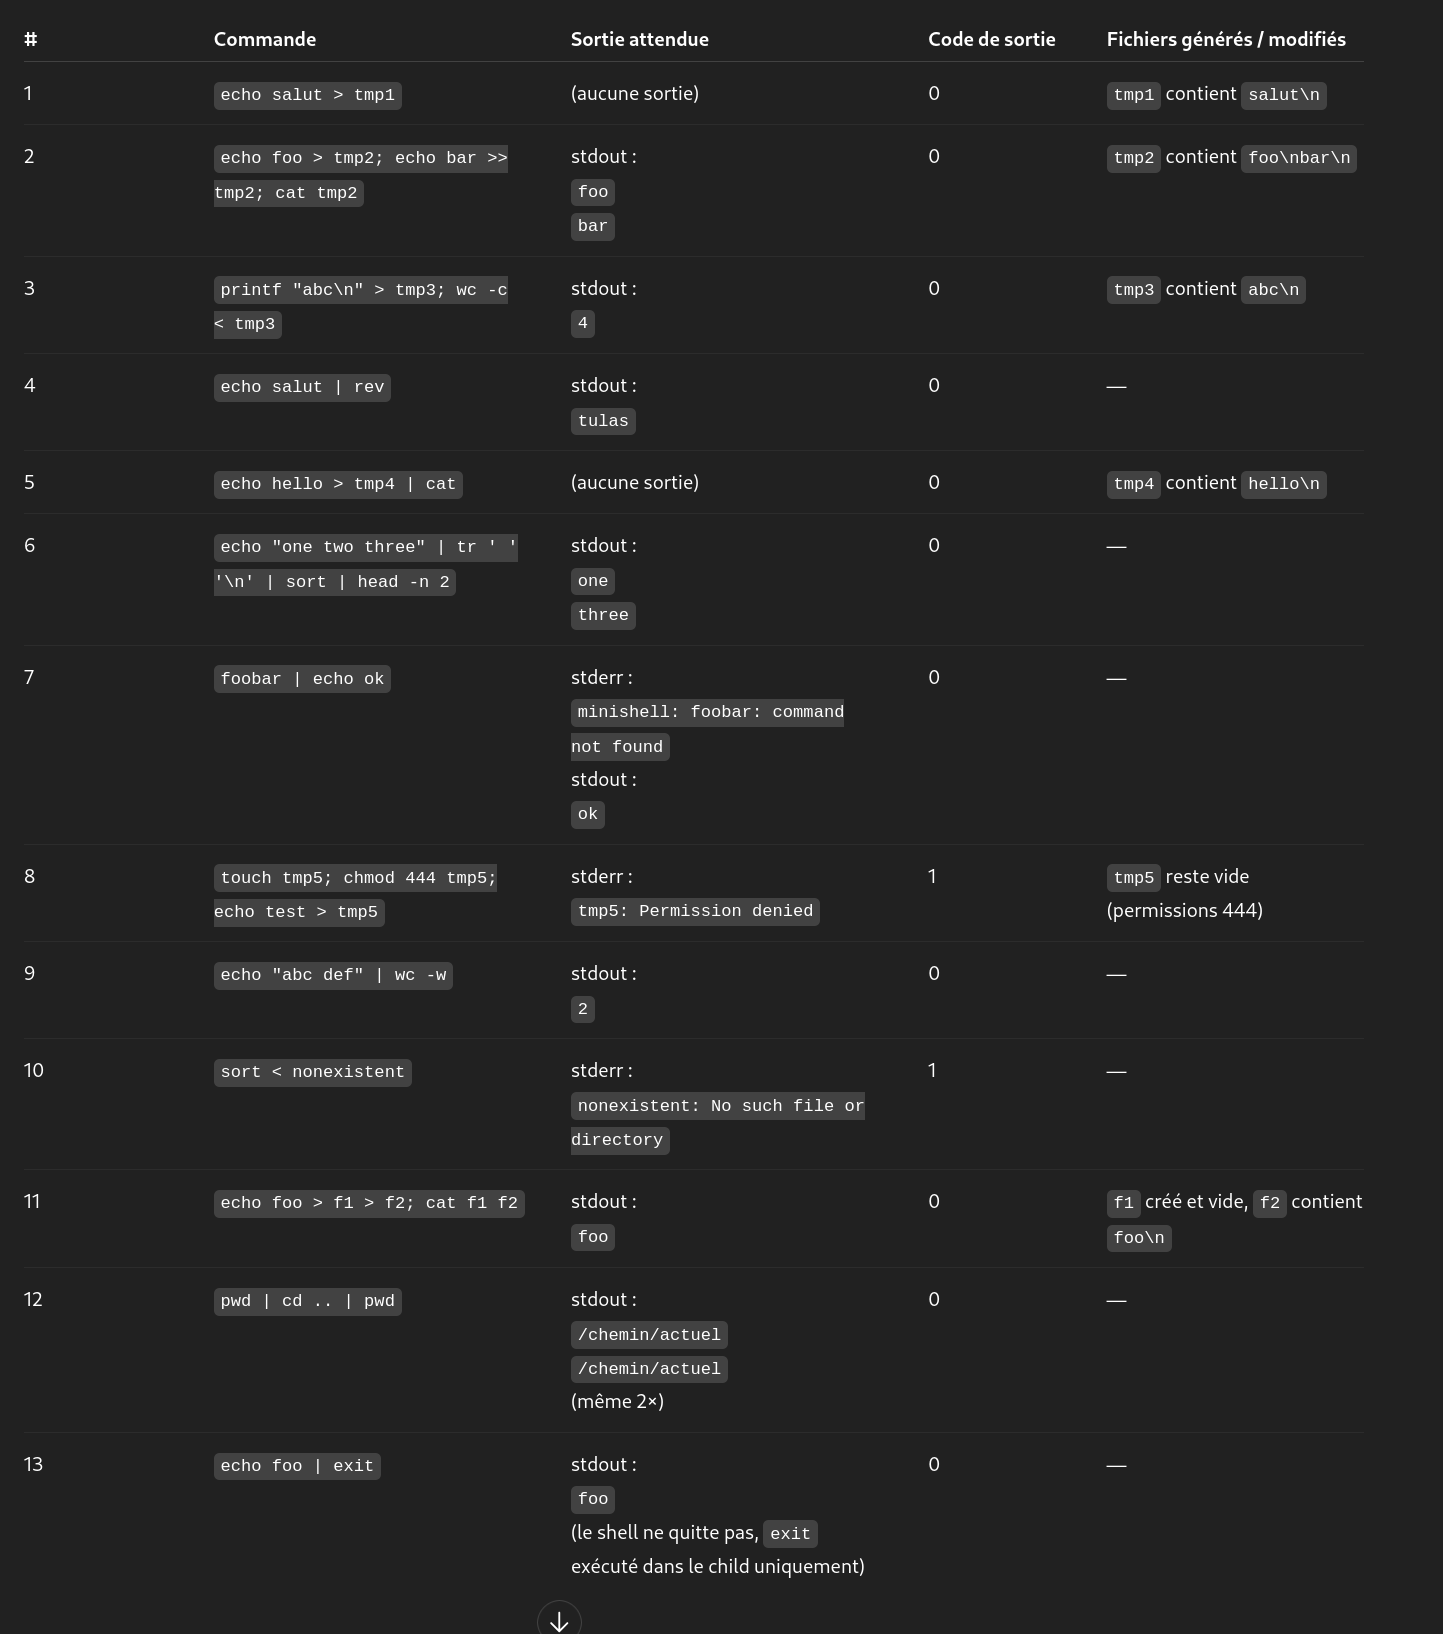 # Commande Sortie attendue Code de sortie Fichiers générés / modifiés
1 echo salut > tmp1 (aucune sortie) 0 tmp1 contient salut\n
2 echo foo > tmp2; echo bar >> stdout : 0 tmp2 contient foo\nbar\n
tmp2; cat tmp2 foo
bar
3 printf "abc\n" > tmp3; wc -c stdout : 0 tmp3 contient abc\n
< tmp3 4
4 echo salut | rev stdout : 0 —
tulas
5 echo hello > tmp4 | cat (aucune sortie) 0 tmp4 contient hello\n
6 echo "one two three" | tr ' ' stdout : 0 —
'\n' | sort | head -n 2 one
three
7 foobar | echo ok stderr : 0 —
minishell: foobar: command
not found
stdout :
ok
8 touch tmp5; chmod 444 tmp5; stderr : 1 tmp5 reste vide
echo test > tmp5 tmp5: Permission denied (permissions 444)
9 echo "abc def" | wc -w stdout : 0 —
2
10 sort < nonexistent stderr : 1 —
nonexistent: No such file or
directory
11 echo foo > f1 > f2; cat f1 f2 stdout : 0 f1 créé et vide, f2 contient
foo foo\n
12 pwd | cd .. | pwd stdout : 0 —
/chemin/actuel
/chemin/actuel
(même 2×)
13 echo foo | exit stdout : 0 —
foo
(le shell ne quitte pas, exit
exécuté dans le child uniquement)